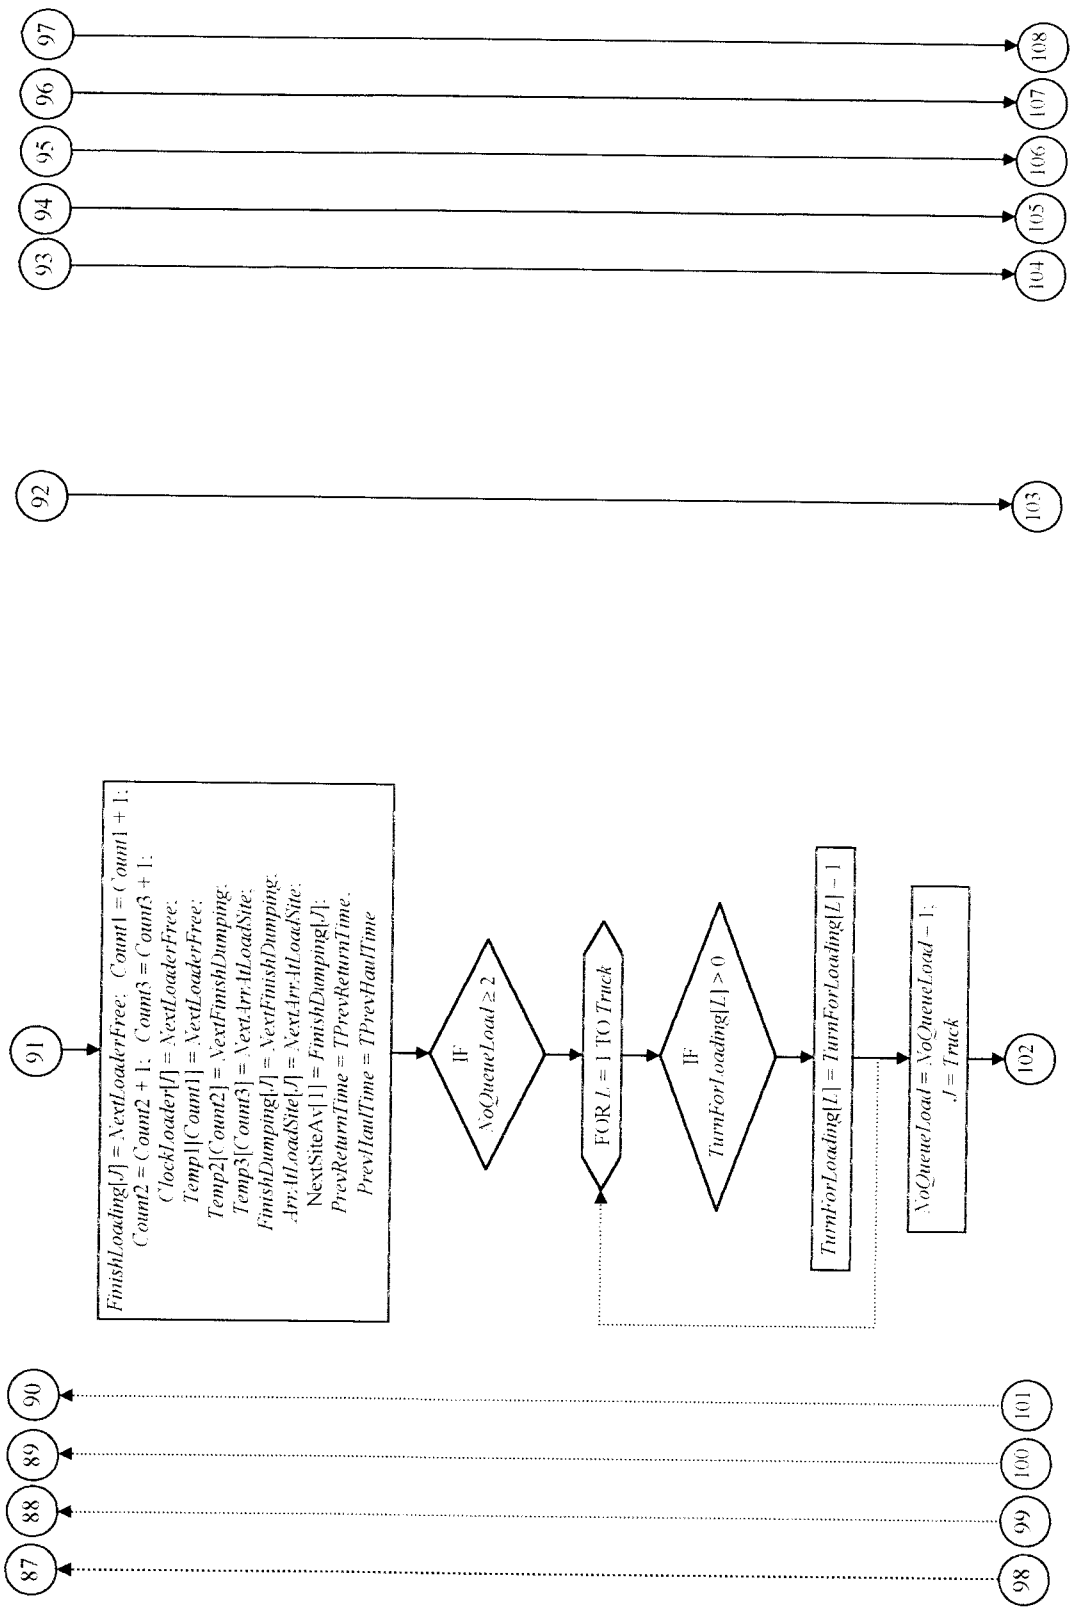 87
88
89
90
91
92
93
94
95
96
97
FinishLoading[J] = NextLoaderFree; Count1 = Count1 + 1;
Count2 = Count2 + 1; Count3 = Count3 + 1;
ClockLoader[I] = NextLoaderFree;
Temp1[Count1] = NextLoaderFree;
Temp2[Count2] = NextFinishDumping;
Temp3[Count3] = NextArrAtLoadSite;
FinishDumping[J] = NextFinishDumping;
ArrAtLoadSite[J] = NextArrAtLoadSite;
NextSiteAv[1] = FinishDumping[J];
PrevReturnTime = TPrevReturnTime.
PrevHaulTime = TPrevHaulTime
IF
NoQueueLoad ≥ 2
FOR L = 1 TO Truck
IF
TurnForLoading[L] > 0
TurnForLoading[L] = TurnForLoading[L] − 1
NoQueueLoad = NoQueueLoad − 1;
J = Truck
98
99
100
101
102
103
104
105
106
107
108